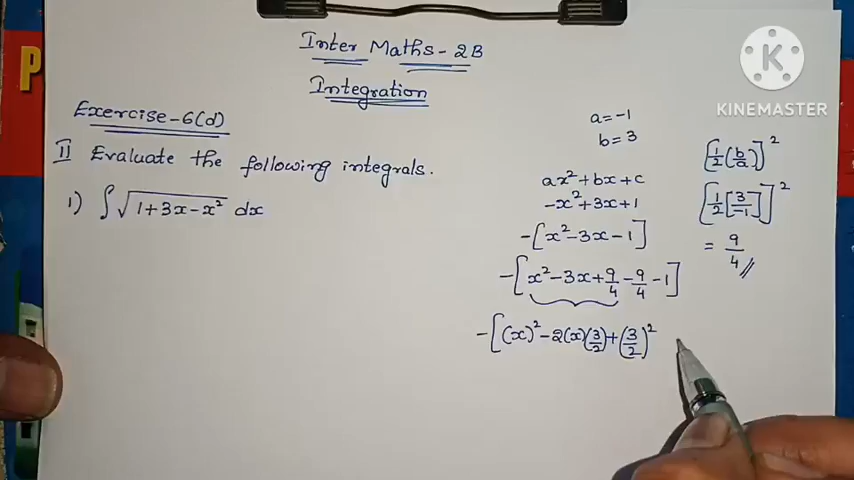 Inter Maths - 2B
Integration
Exercise-6(d)
II Evaluate the following integrals.
1) ∫√(1+3x-x²) dx
a=-1
b=3
ax²+bx+c
-x²+3x+1
-[x²-3x-1]
-[x²-3x+9/4-9/4-1]
-[(x)²-2(x)(3/2)+(3/2)²
[1/2(b/a)]²
[1/2[3/-1]]²
= 9/4 //
K
KINEMASTER
P